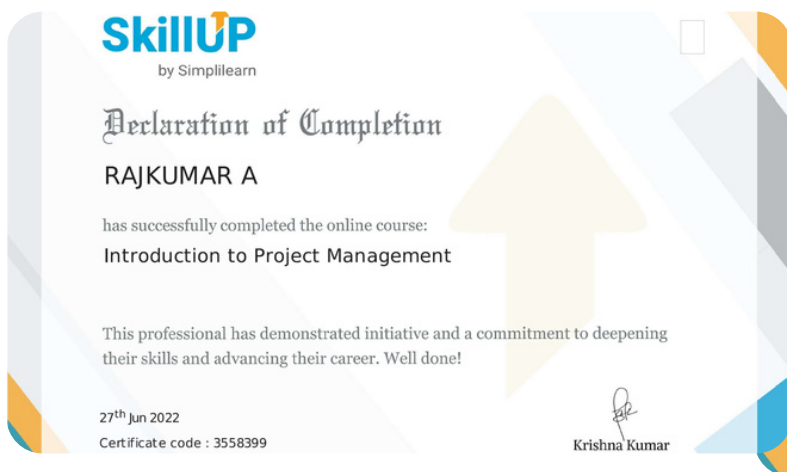 SkillUP
by Simplilearn
Declaration of Completion
RAJKUMAR A
has successfully completed the online course:
Introduction to Project Management
This professional has demonstrated initiative and a commitment to deepening
their skills and advancing their career. Well done!
27th Jun 2022
Certificate code : 3558399
Krishna Kumar